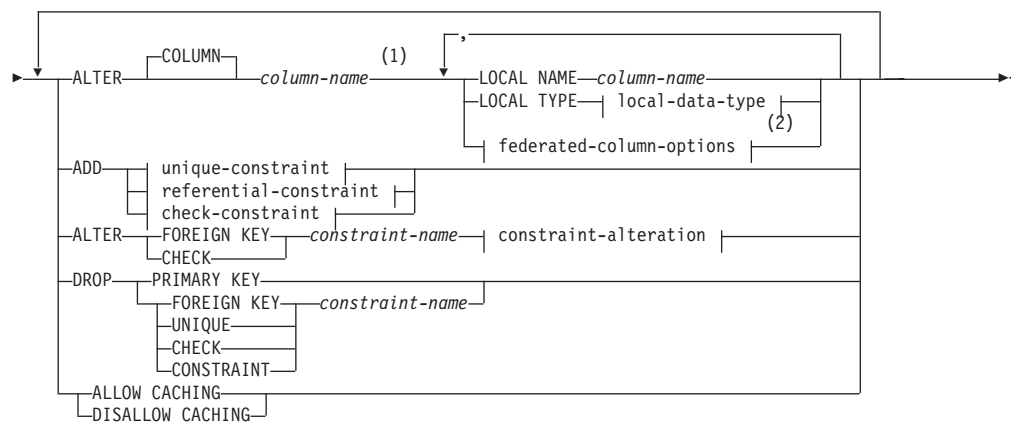 ,
COLUMN (1)
ALTER column-name LOCAL NAME column-name
LOCAL TYPE local-data-type
(2)
federated-column-options
ADD unique-constraint
referential-constraint
check-constraint
ALTER FOREIGN KEY constraint-name constraint-alteration
CHECK
DROP PRIMARY KEY
FOREIGN KEY constraint-name
UNIQUE
CHECK
CONSTRAINT
ALLOW CACHING
DISALLOW CACHING